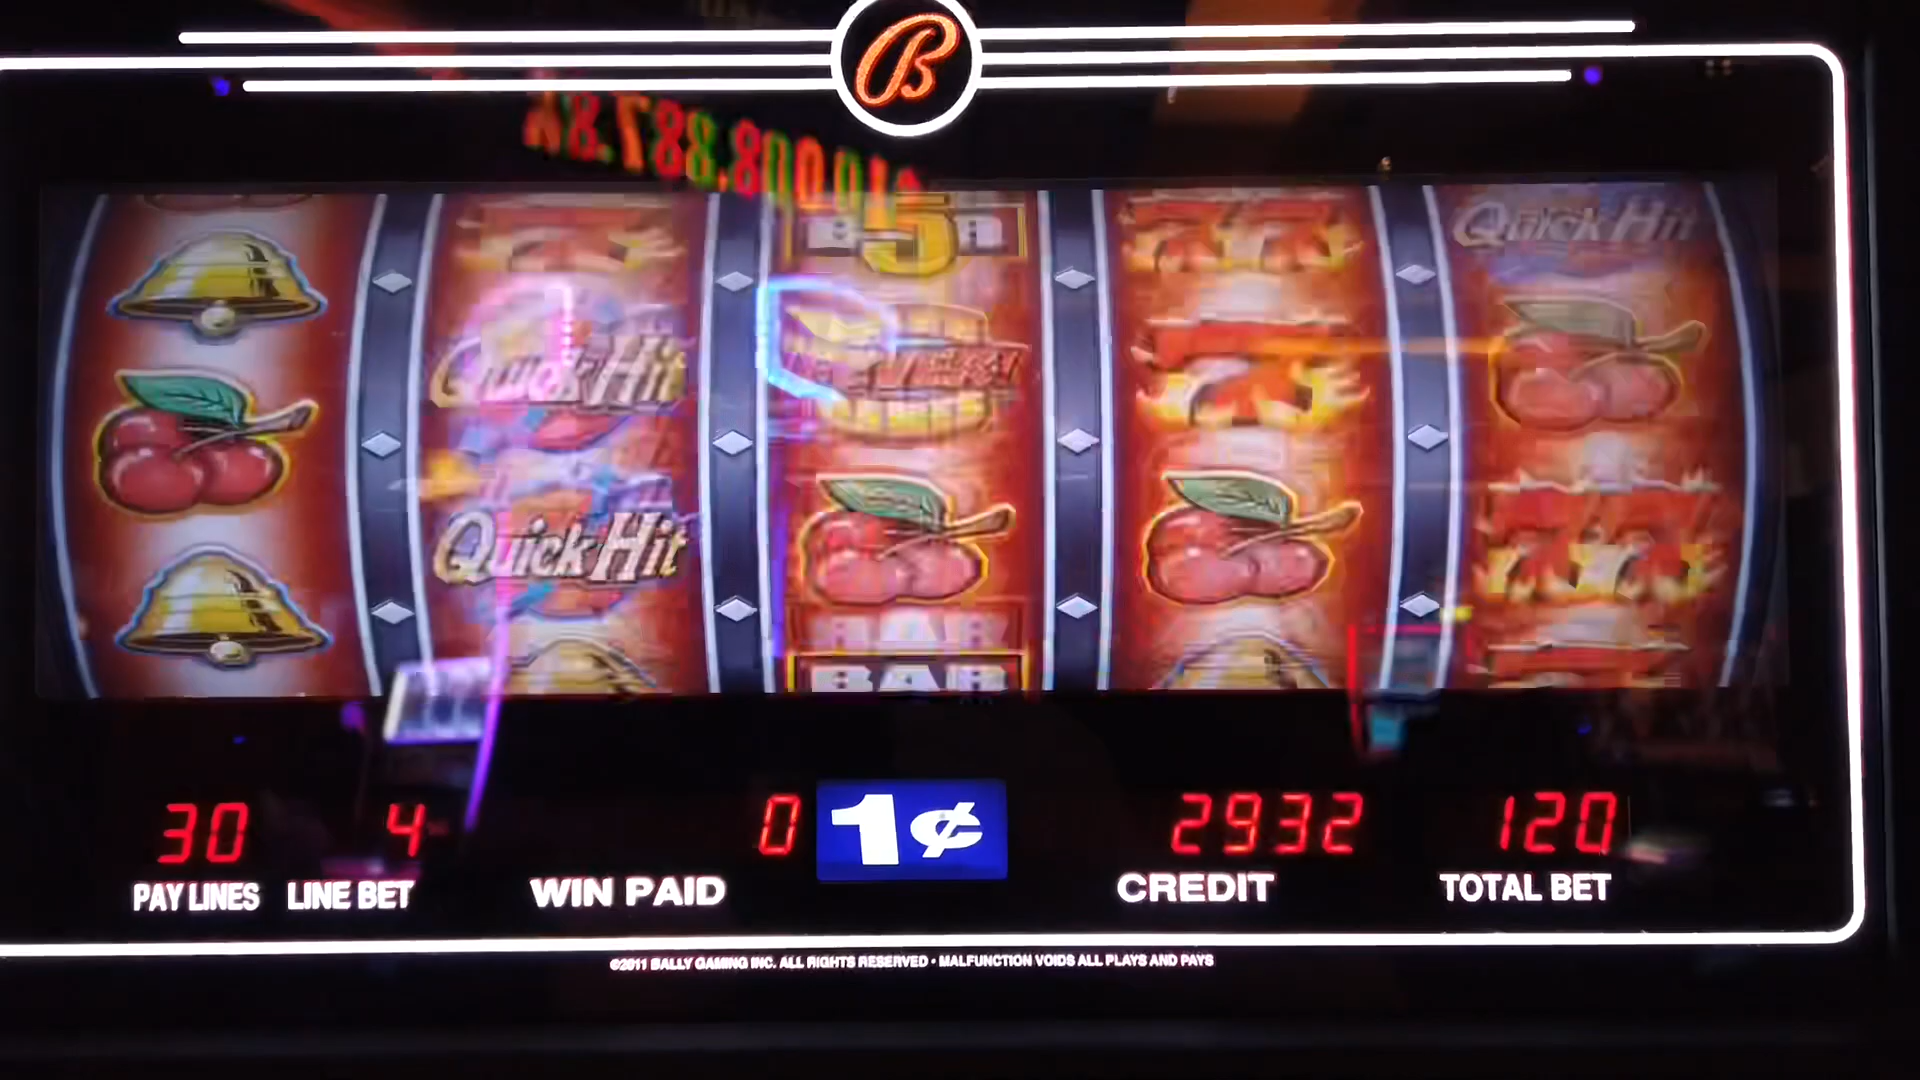 B
Quick Hit
Quick Hit
Quick Hit
BAR
BAR
30
4
0
1¢
2932
120
PAY LINES
LINE BET
WIN PAID
CREDIT
TOTAL BET
©2011 BALLY GAMING INC. ALL RIGHTS RESERVED • MALFUNCTION VOIDS ALL PLAYS AND PAYS